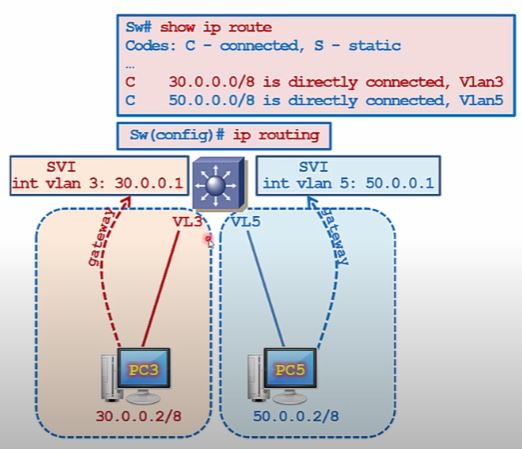 Sw# show ip route
Codes: C - connected, S - static
…
C 30.0.0.0/8 is directly connected, Vlan3
C 50.0.0.0/8 is directly connected, Vlan5
Sw(config)# ip routing
SVI
int vlan 3: 30.0.0.1
SVI
int vlan 5: 50.0.0.1
VL3
VL5
gateway
gateway
PC3
PC5
30.0.0.2/8
50.0.0.2/8